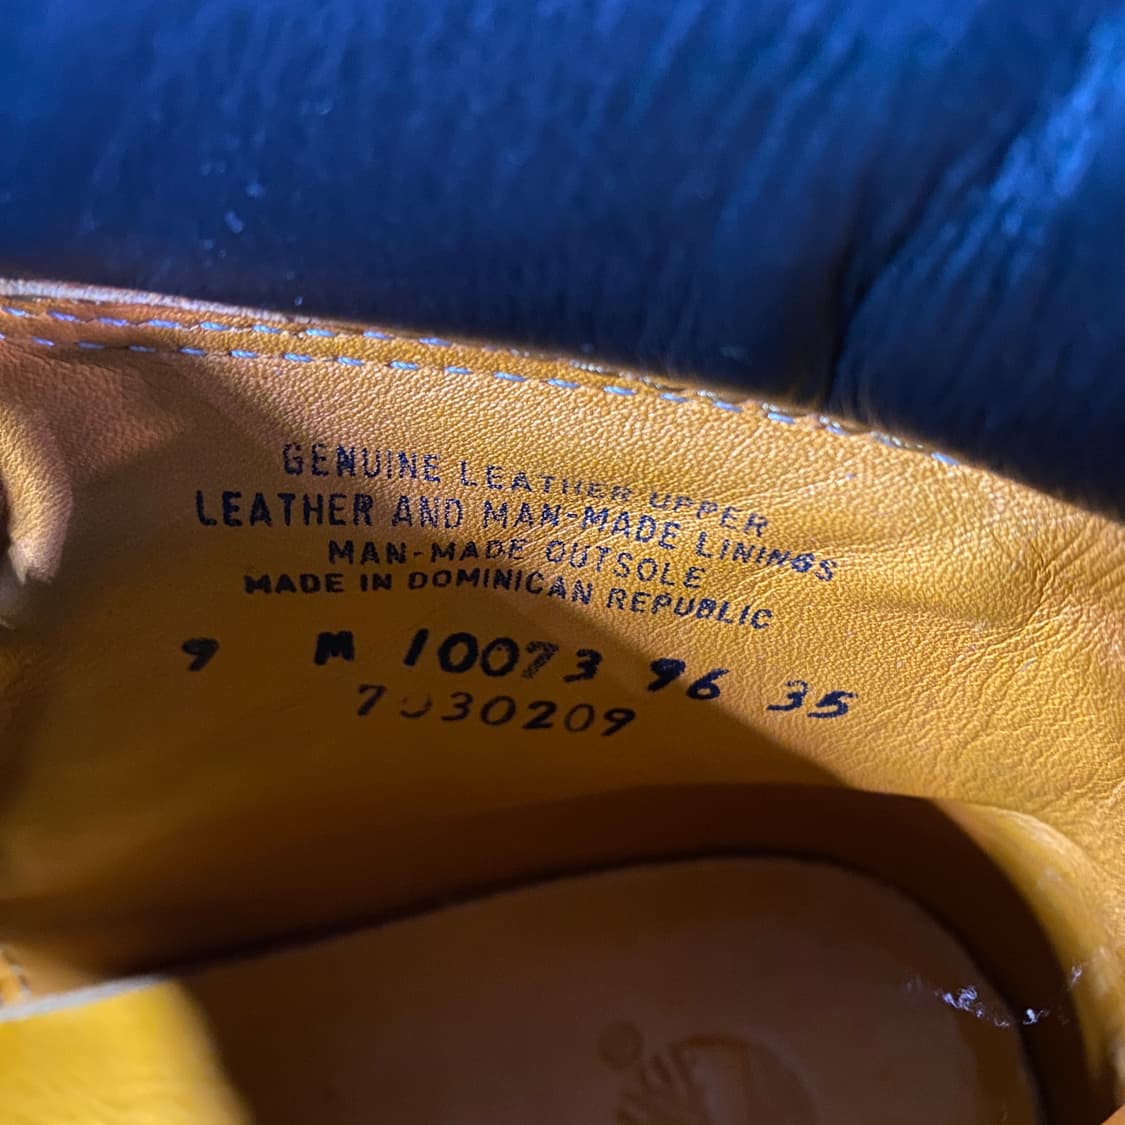 GENUINE LEATHER UPPER
LEATHER AND MAN-MADE LININGS
MAN-MADE OUTSOLE
MADE IN DOMINICAN REPUBLIC
9 M 10073 96 35
7030209